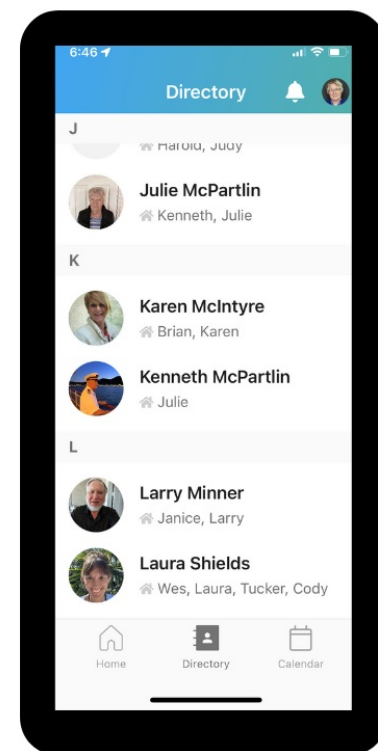 6:46
Directory
J
Harold, Judy
Julie McPartlin
Kenneth, Julie
K
Karen McIntyre
Brian, Karen
Kenneth McPartlin
Julie
L
Larry Minner
Janice, Larry
Laura Shields
Wes, Laura, Tucker, Cody
Home
Directory
Calendar